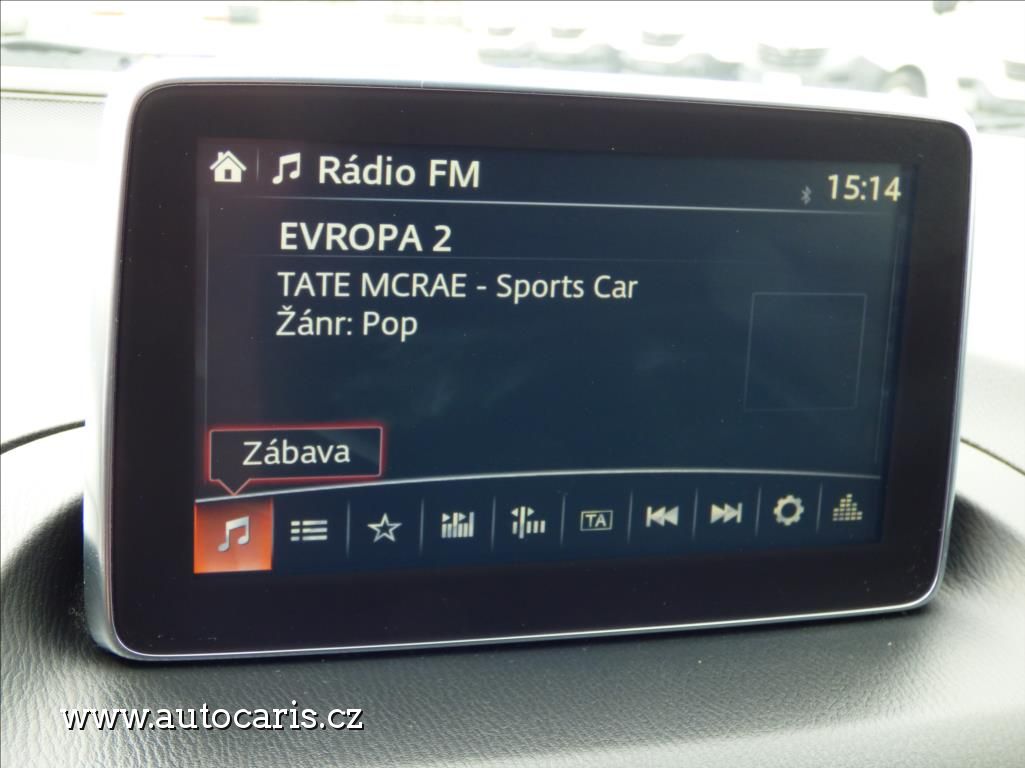 Rádio FM
15:14
EVROPA 2
TATE MCRAE - Sports Car
Žánr: Pop
Zábava
TA
www.autocaris.cz